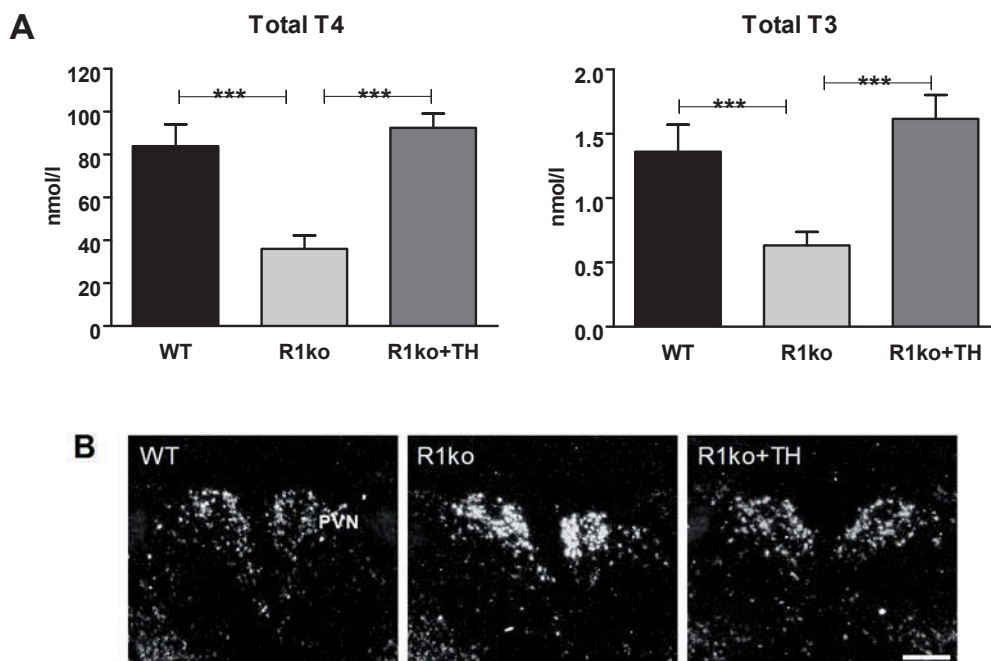 A
Total T4
nmol/l
120
100
80
60
40
20
0
***
***
WT
R1ko
R1ko+TH
Total T3
nmol/l
2.0
1.5
1.0
0.5
0.0
***
***
WT
R1ko
R1ko+TH
B
WT
PVN
R1ko
R1ko+TH